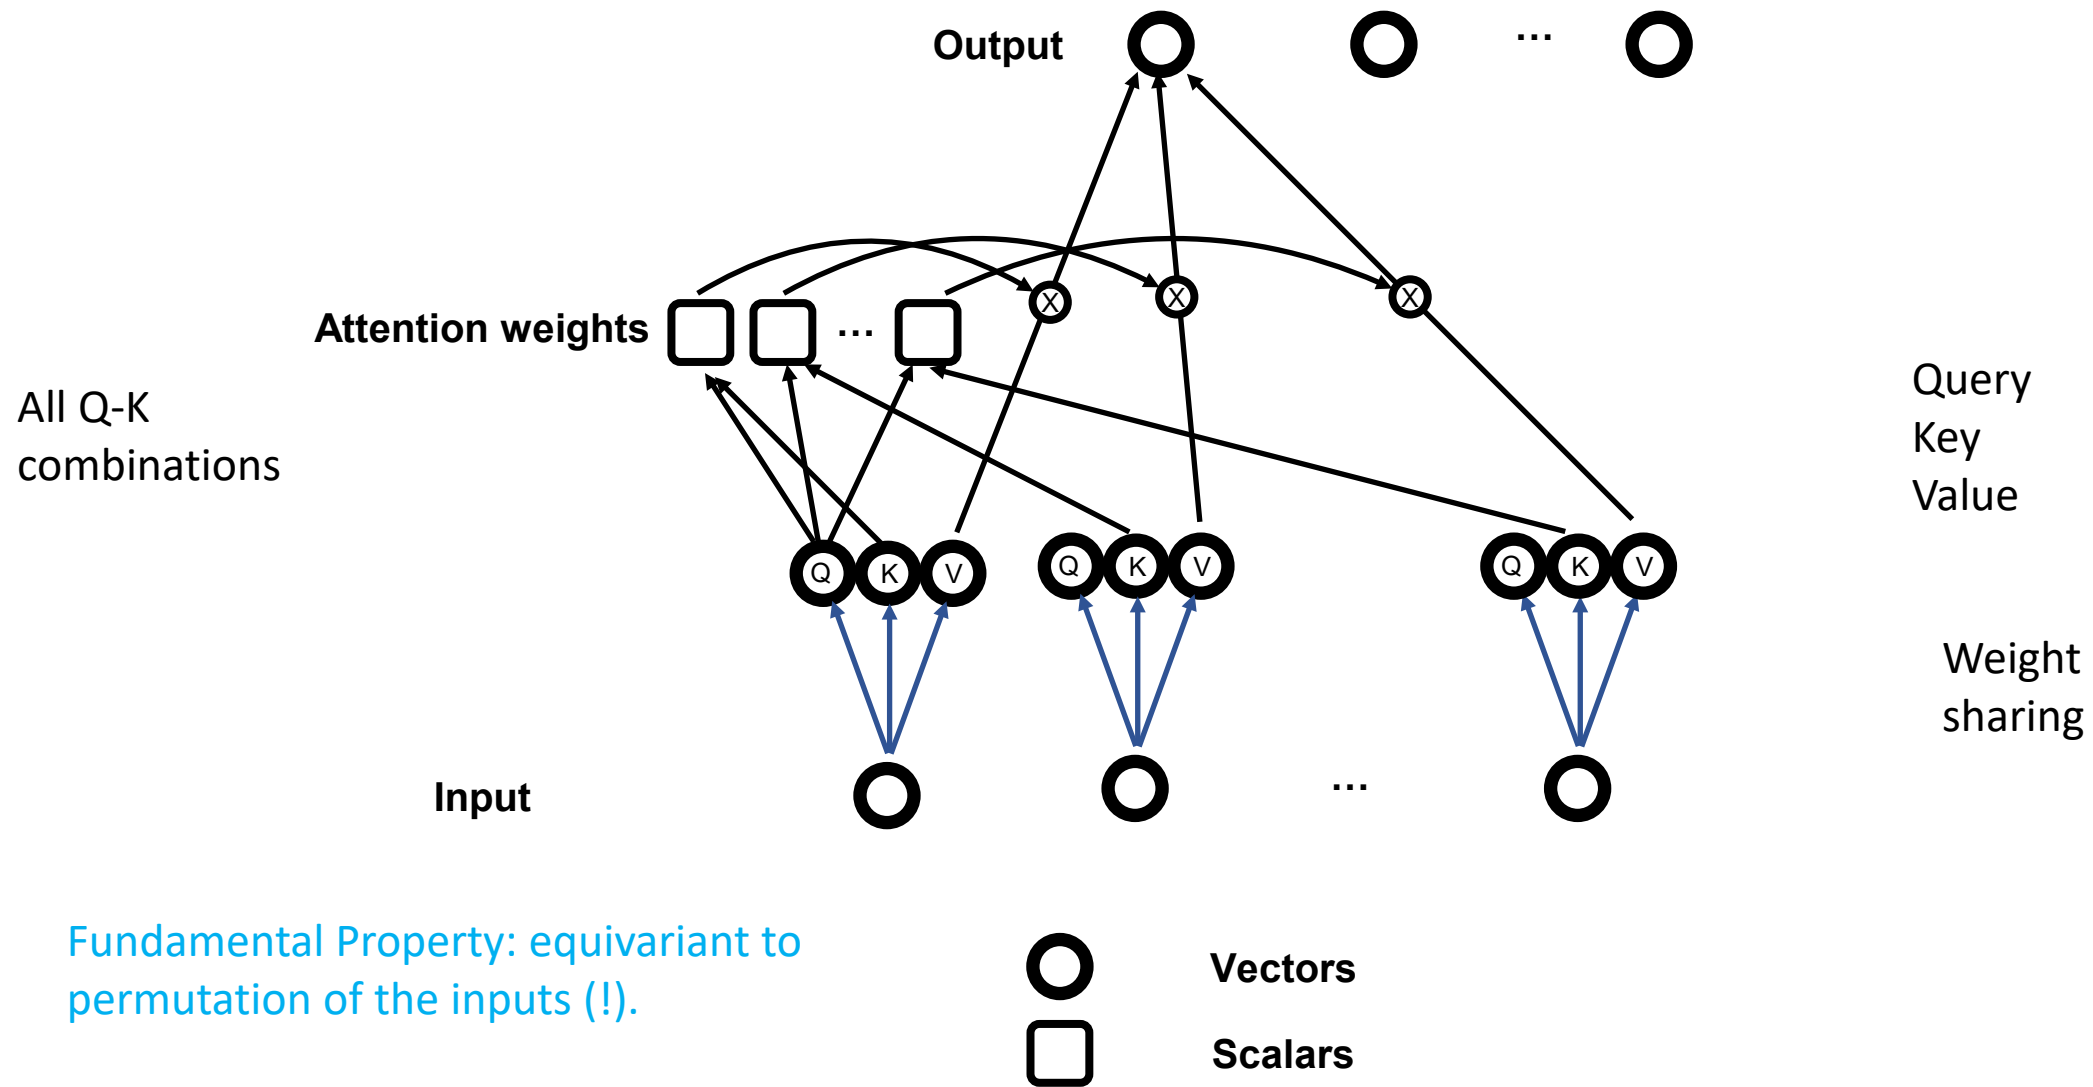 Output
...
X
X
X
Attention weights
...
All Q-K
combinations
Query
Key
Value
Q K V
Q K V
Q K V
Weight
sharing
Input
...
Fundamental Property: equivariant to
permutation of the inputs (!).
Vectors
Scalars